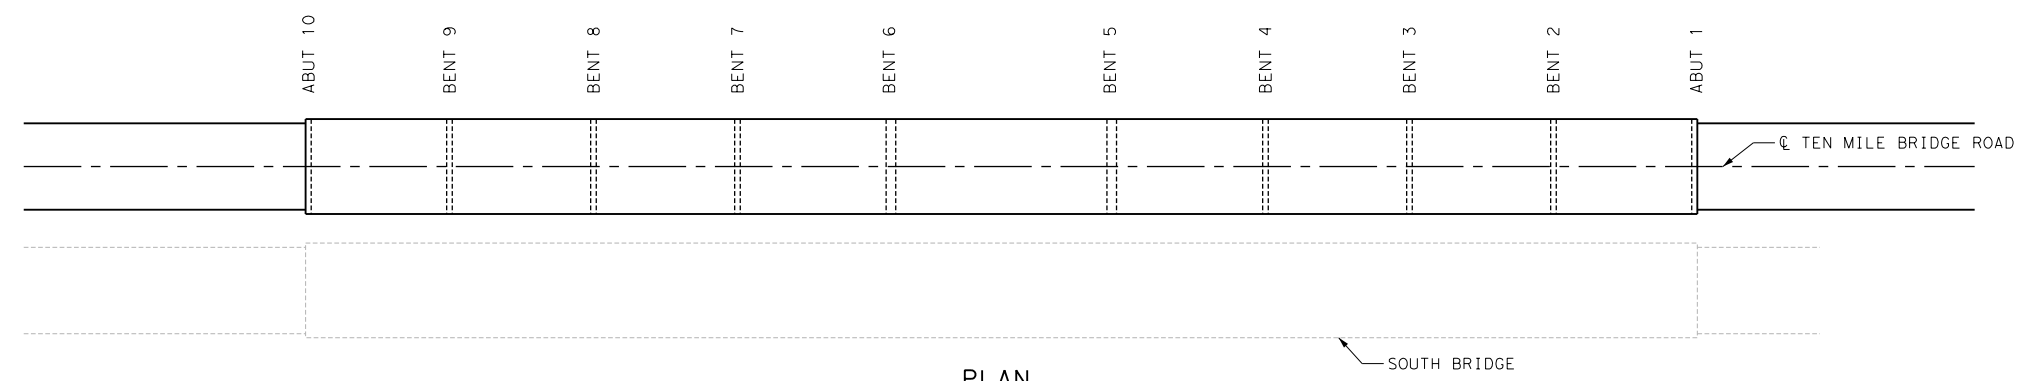 ABUT 10
BENT 9
BENT 8
BENT 7
BENT 6
BENT 5
BENT 4
BENT 3
BENT 2
ABUT 1
℄ TEN MILE BRIDGE ROAD
SOUTH BRIDGE
PLAN